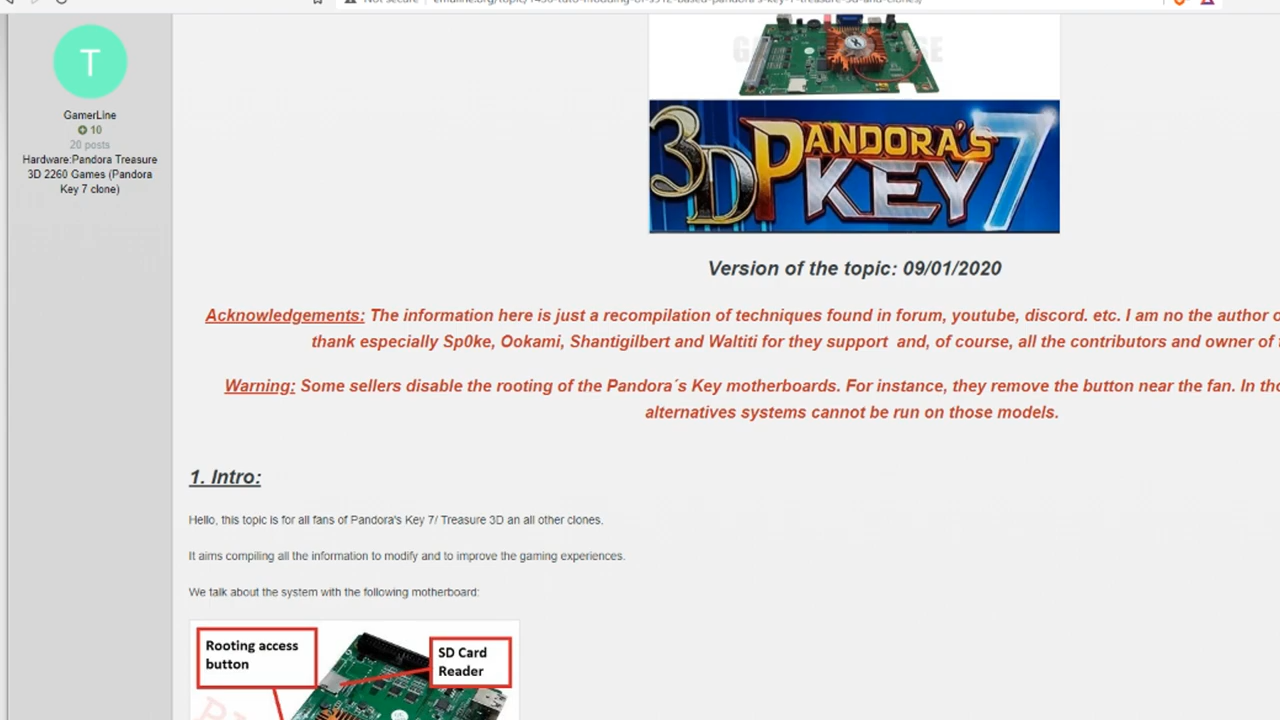 Not secure
T
GamerLine
10
20 posts
Hardware:Pandora Treasure
3D 2260 Games (Pandora
Key 7 clone)
3D PANDORA'S
KEY 7
Version of the topic: 09/01/2020
Acknowledgements: The information here is just a recompilation of techniques found in forum, youtube, discord. etc. I am no the author
thank especially Sp0ke, Ookami, Shantigilbert and Waltiti for they support and, of course, all the contributors and owner of
Warning: Some sellers disable the rooting of the Pandora´s Key motherboards. For instance, they remove the button near the fan. In
alternatives systems cannot be run on those models.
1. Intro:
Hello, this topic is for all fans of Pandora's Key 7/ Treasure 3D an all other clones.
It aims compiling all the information to modify and to improve the gaming experiences.
We talk about the system with the following motherboard:
Rooting access
button
SD Card
Reader